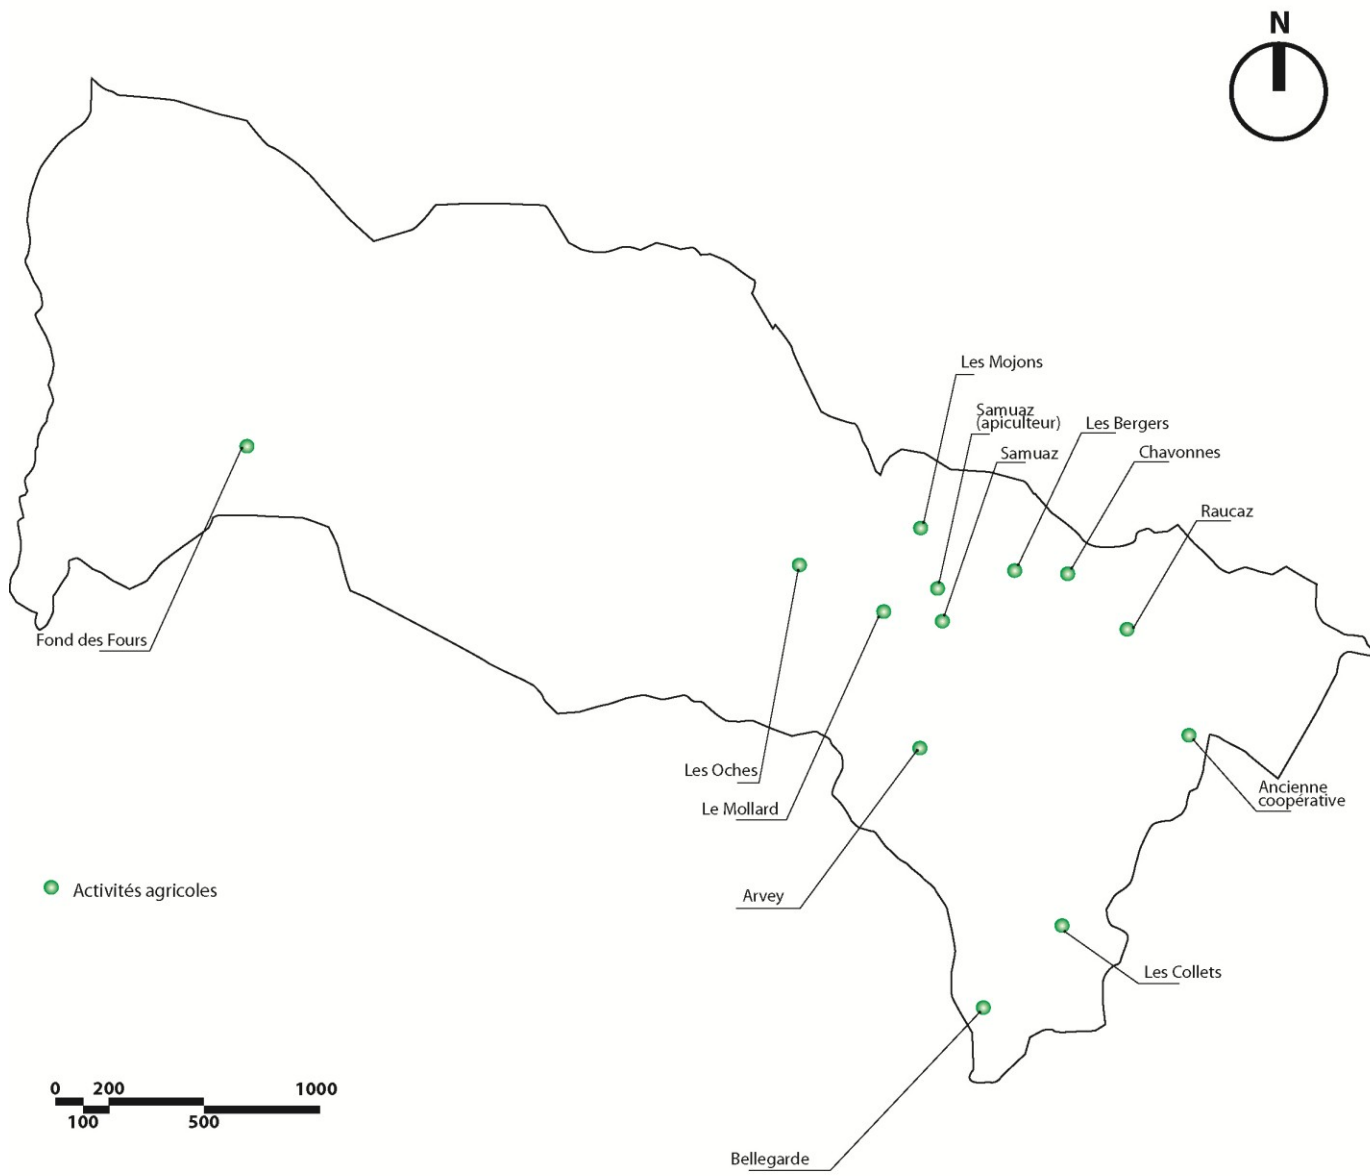 N
Les Mojons
Samuaz
(apiculteur)
Les Bergers
Samuaz
Chavonnes
Raucaz
Fond des Fours
Les Oches
Le Mollard
Ancienne
coopérative
Activités agricoles
Arvey
Les Collets
0 200 1000
100 500
Bellegarde